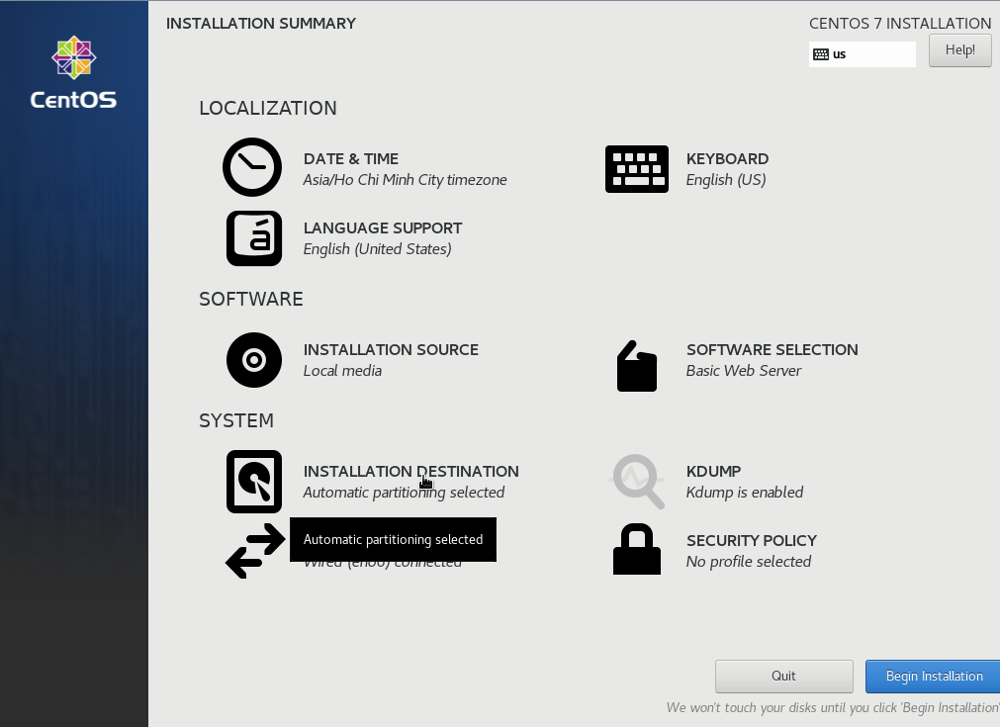 INSTALLATION SUMMARY
CENTOS 7 INSTALLATION
us
Help!
CentOS
LOCALIZATION
DATE & TIME
Asia/Ho Chi Minh City timezone
KEYBOARD
English (US)
LANGUAGE SUPPORT
English (United States)
á
SOFTWARE
INSTALLATION SOURCE
Local media
SOFTWARE SELECTION
Basic Web Server
SYSTEM
INSTALLATION DESTINATION
Automatic partitioning selected
KDUMP
Kdump is enabled
Automatic partitioning selected
Wired connected
SECURITY POLICY
No profile selected
Quit
Begin Installation
We won't touch your disks until you click 'Begin Installation'